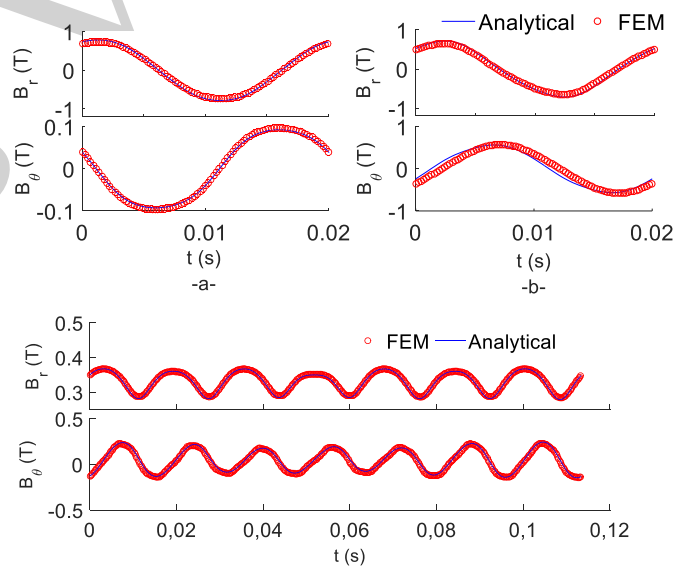 Analytical FEM
1
0
-1
B_r (T)
0.1
0
-0.1
B_θ (T)
0 0.01 0.02
t (s)
-a-
1
0
-1
B_r (T)
1
0
-1
B_θ (T)
0 0.01 0.02
t (s)
-b-
FEM Analytical
0.5
0.4
0.3
B_r (T)
0.5
0
-0.5
B_θ (T)
0 0,02 0,04 0,06 0,08 0,1 0,12
t (s)